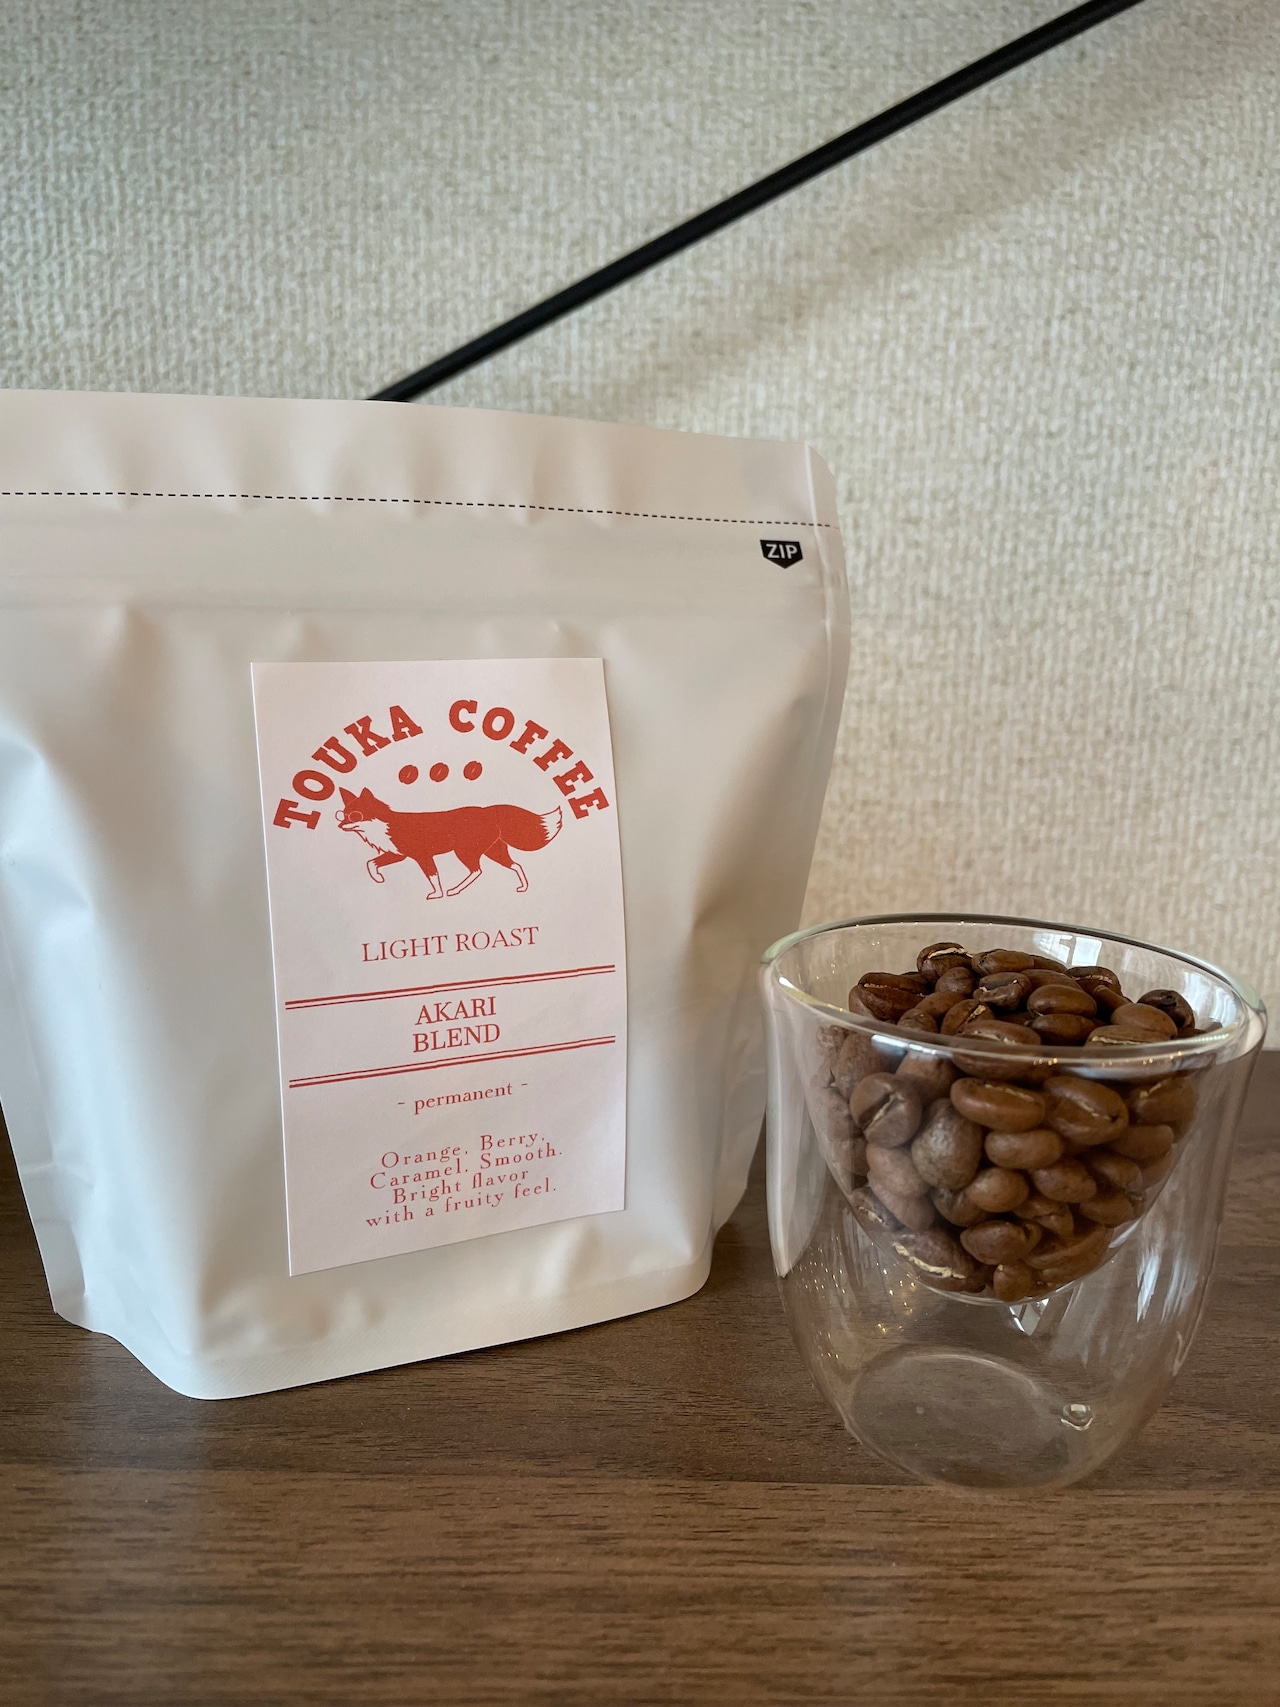 ZIP
TOUKA COFFEE
LIGHT ROAST
AKARI
BLEND
- permanent -
Orange, Berry,
Caramel. Smooth.
Bright flavor
with a fruity feel.